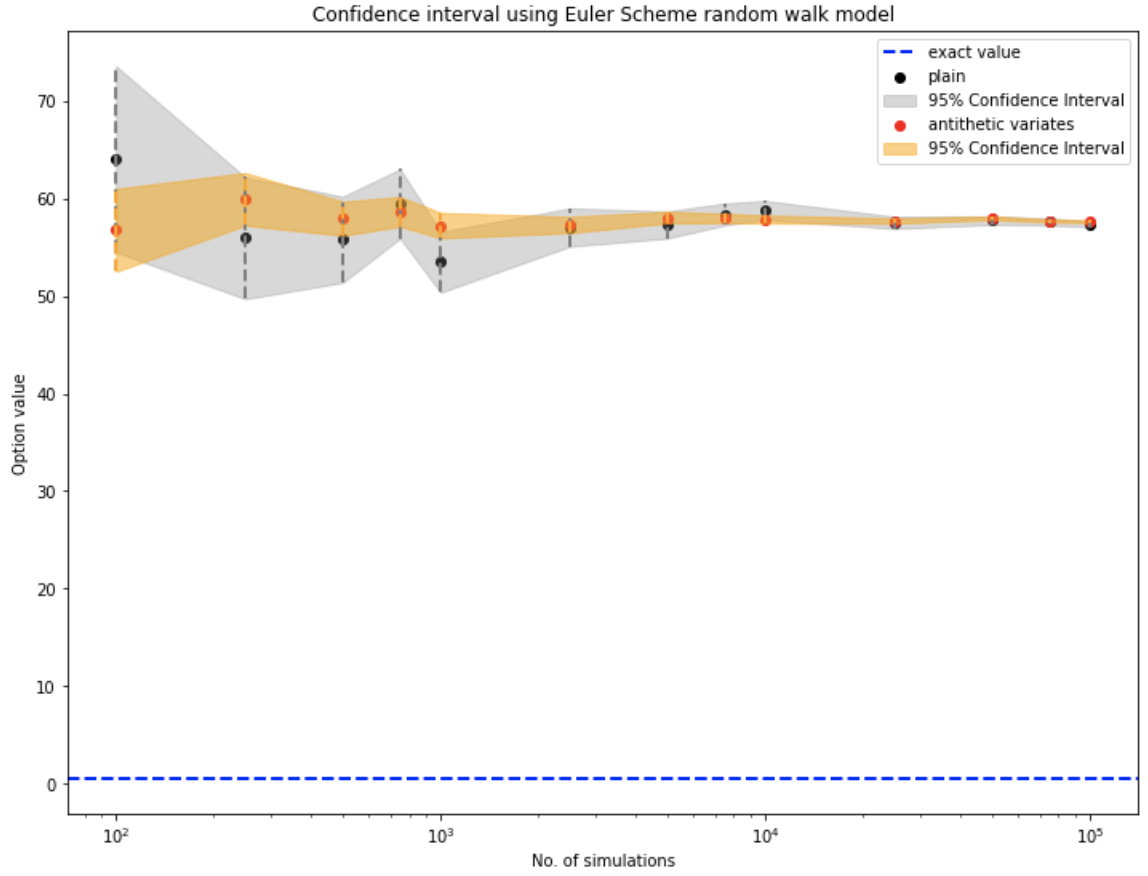 Confidence interval using Euler Scheme random walk model
exact value
plain
95% Confidence Interval
antithetic variates
95% Confidence Interval
70
60
50
40
30
20
10
0
Option value
10²
10³
10⁴
10⁵
No. of simulations